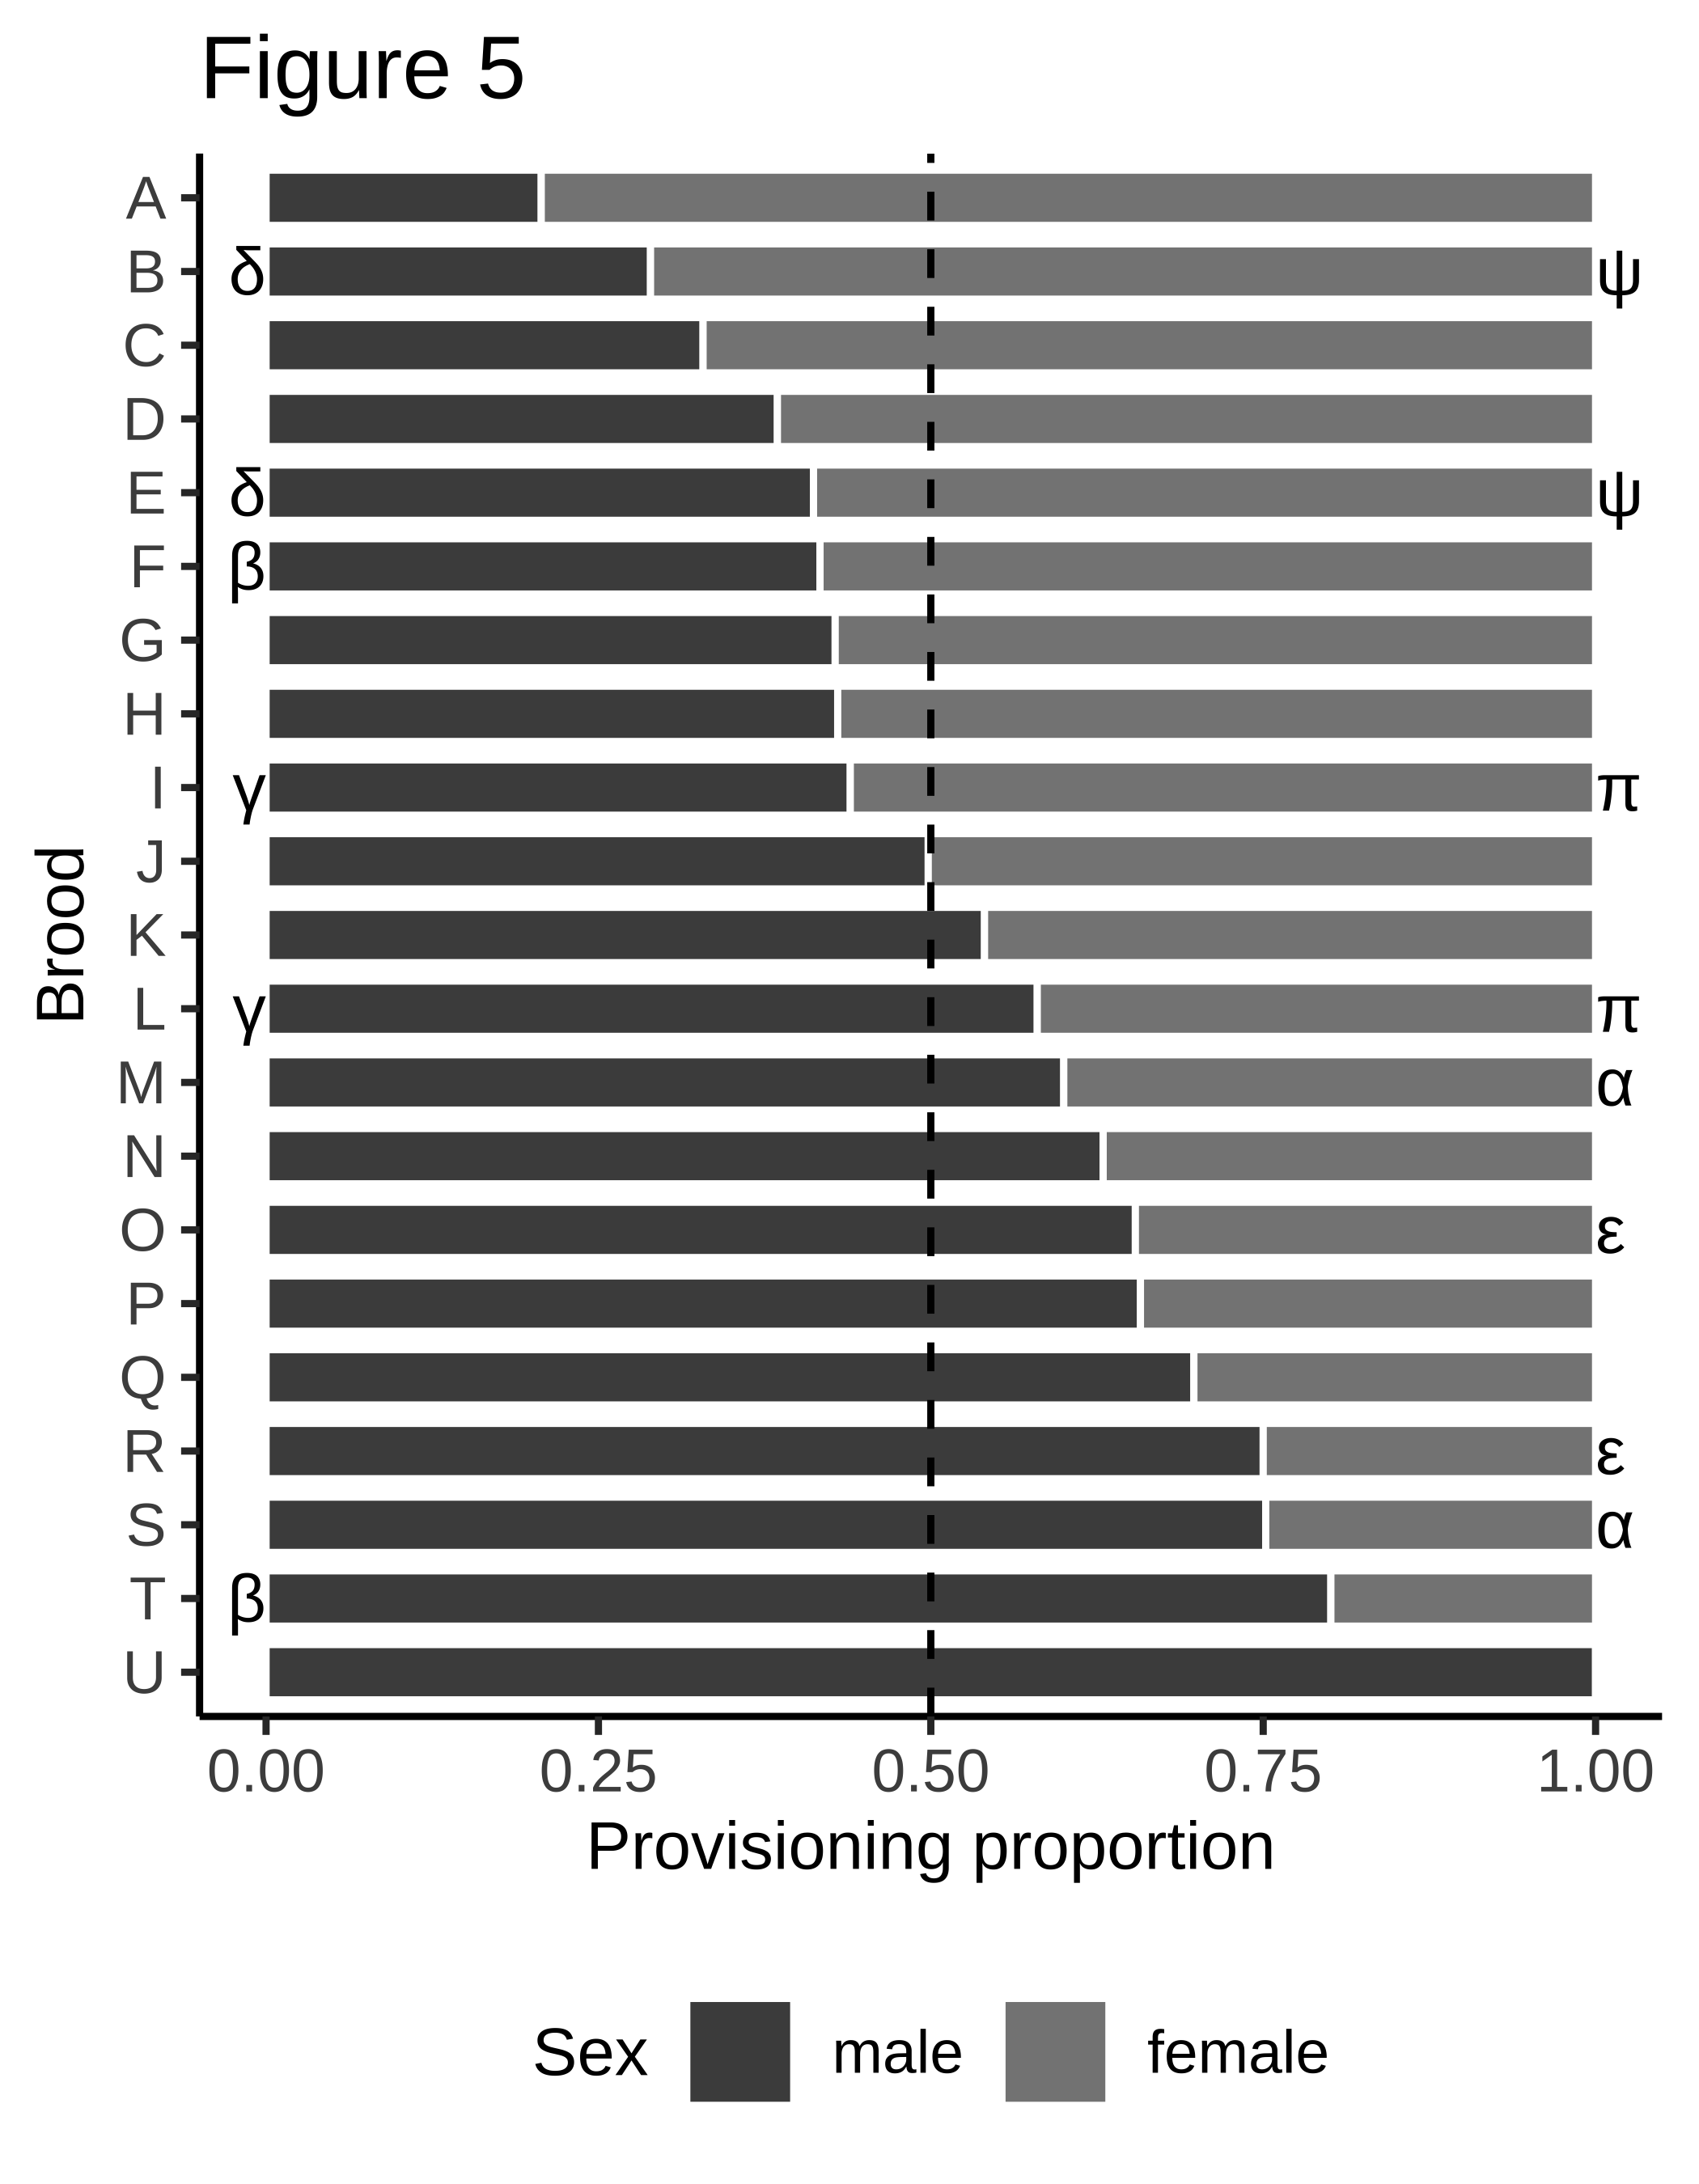 Figure 5
A
B δ ψ
C
D
E δ ψ
F β
G
H
I γ π
J
K
L γ π
M α
N
O ε
P
Q
R ε
S α
T β
U
Brood
0.00 0.25 0.50 0.75 1.00
Provisioning proportion
Sex male female